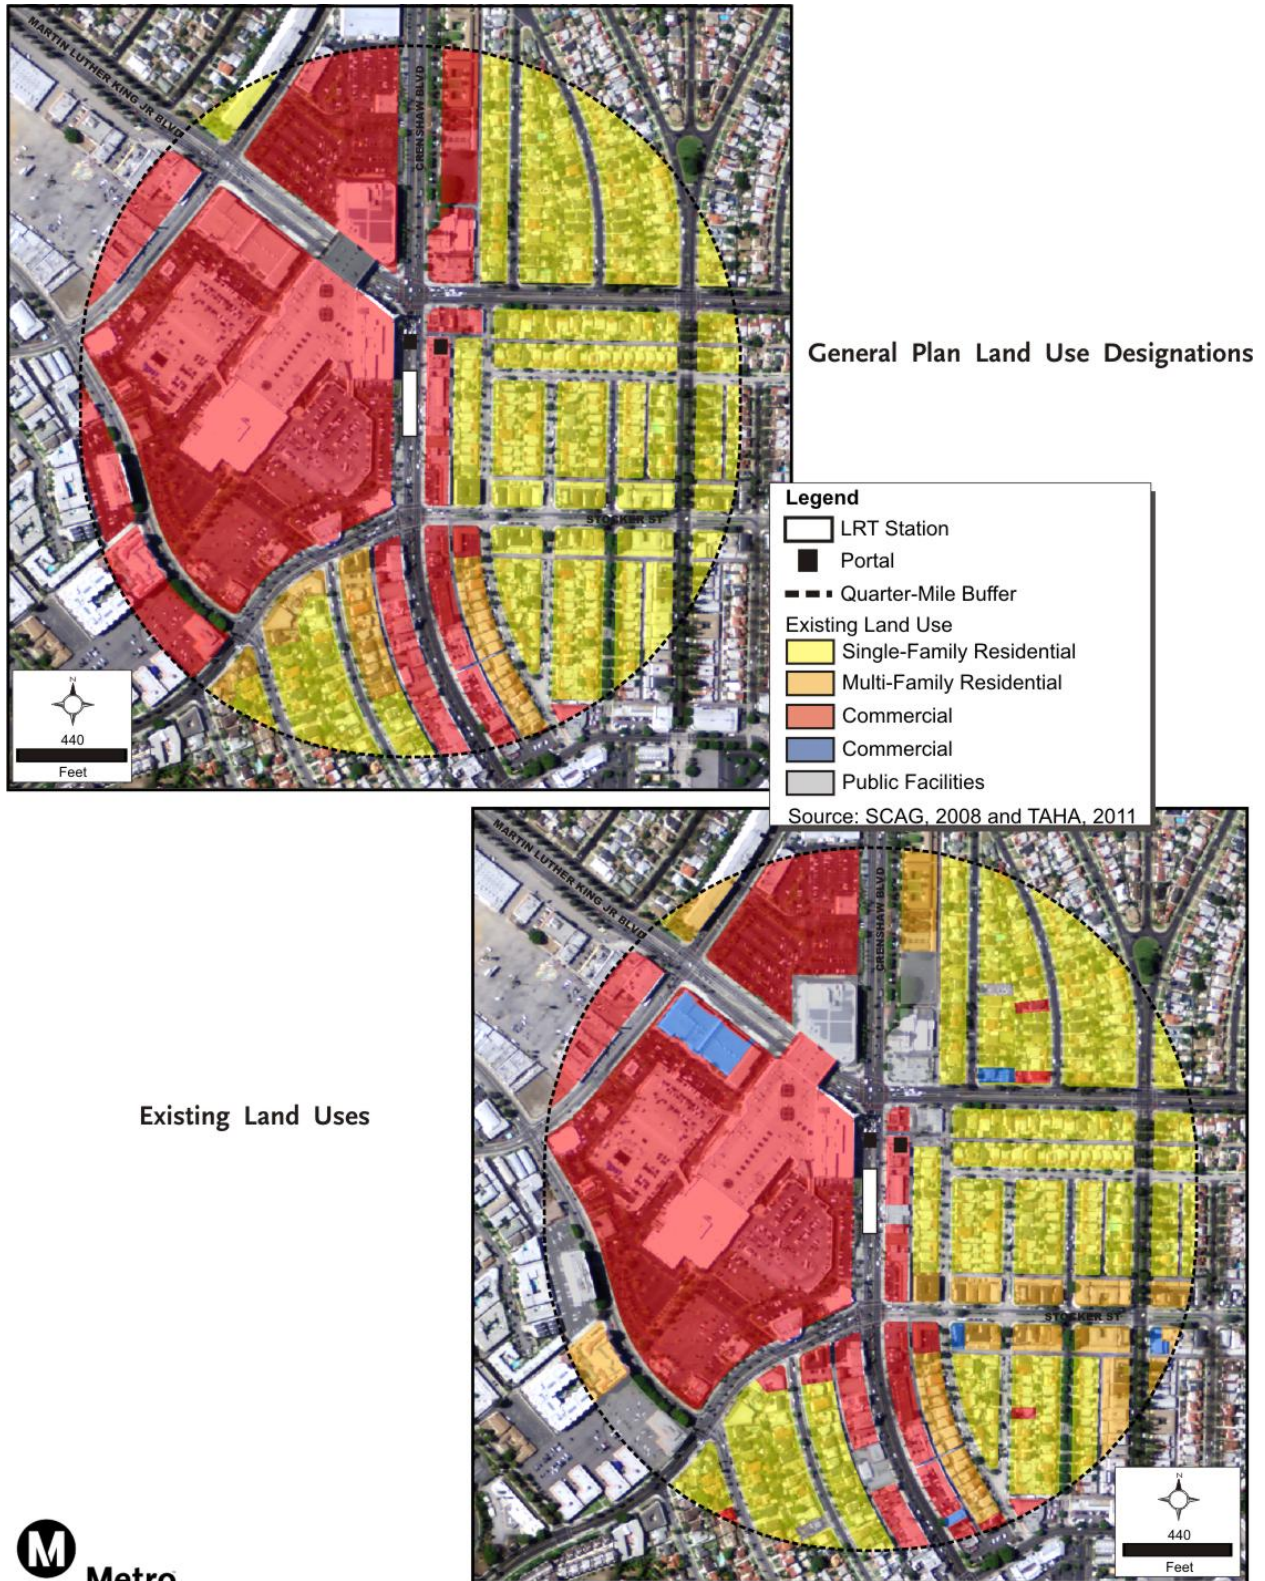 MARTIN LUTHER KING JR BLVD
CRENSHAW BLVD
General Plan Land Use Designations
STOCKER ST
Legend
LRT Station
Portal
Quarter-Mile Buffer
Existing Land Use
Single-Family Residential
Multi-Family Residential
Commercial
Commercial
Public Facilities
Source: SCAG, 2008 and TAHA, 2011
N
440
Feet
MARTIN LUTHER KING JR BLVD
CRENSHAW BLVD
Existing Land Uses
STOCKER ST
N
440
Feet
M
Metro